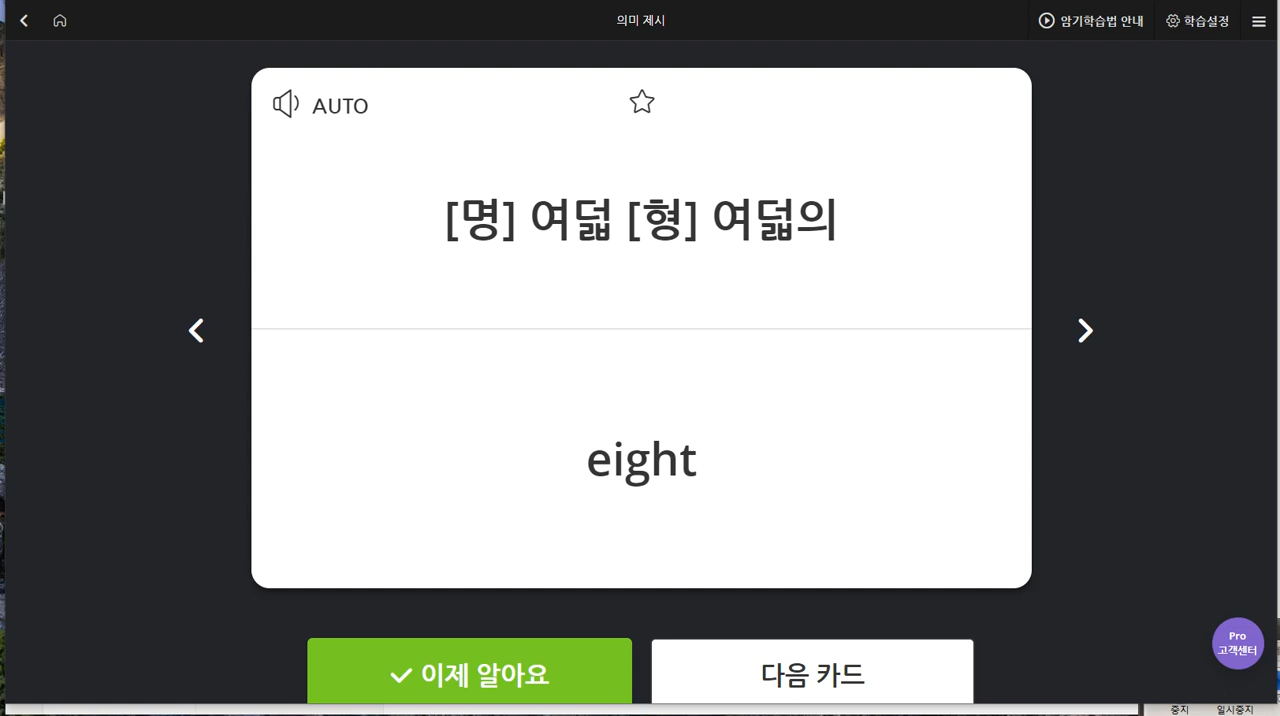 의미 제시
암기학습법 안내
학습설정
AUTO
[명] 여덟 [형] 여덟의
eight
이제 알아요
다음 카드
Pro
고객센터
중지
일시중지